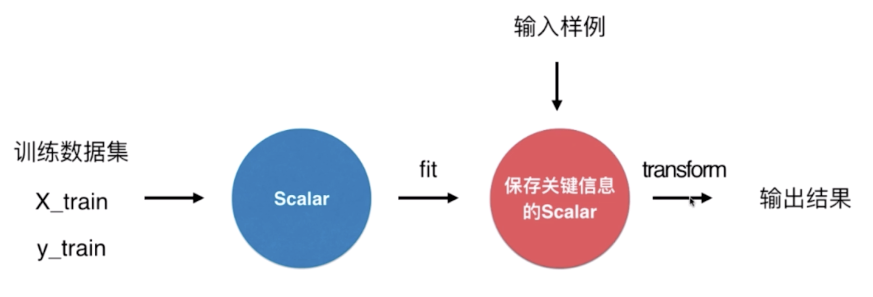 输入样例
训练数据集
X_train
y_train
Scalar
fit
保存关键信息
的Scalar
transform
输出结果